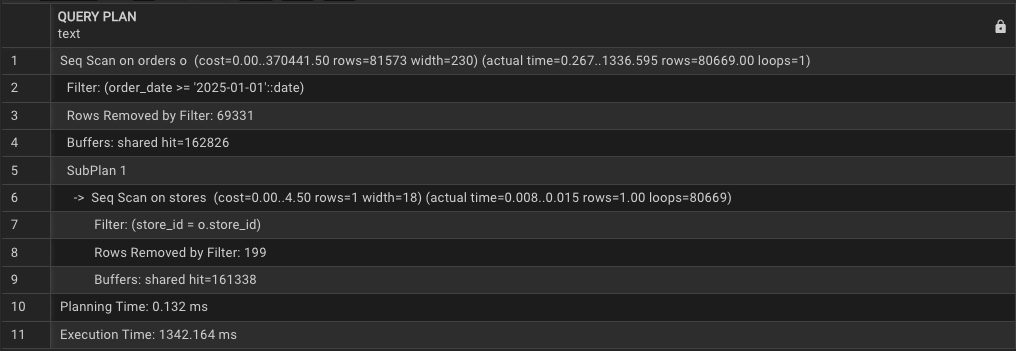 QUERY PLAN
text
1 Seq Scan on orders o (cost=0.00..370441.50 rows=81573 width=230) (actual time=0.267..1336.595 rows=80669.00 loops=1)
2 Filter: (order_date >= '2025-01-01'::date)
3 Rows Removed by Filter: 69331
4 Buffers: shared hit=162826
5 SubPlan 1
6 -> Seq Scan on stores (cost=0.00..4.50 rows=1 width=18) (actual time=0.008..0.015 rows=1.00 loops=80669)
7 Filter: (store_id = o.store_id)
8 Rows Removed by Filter: 199
9 Buffers: shared hit=161338
10 Planning Time: 0.132 ms
11 Execution Time: 1342.164 ms